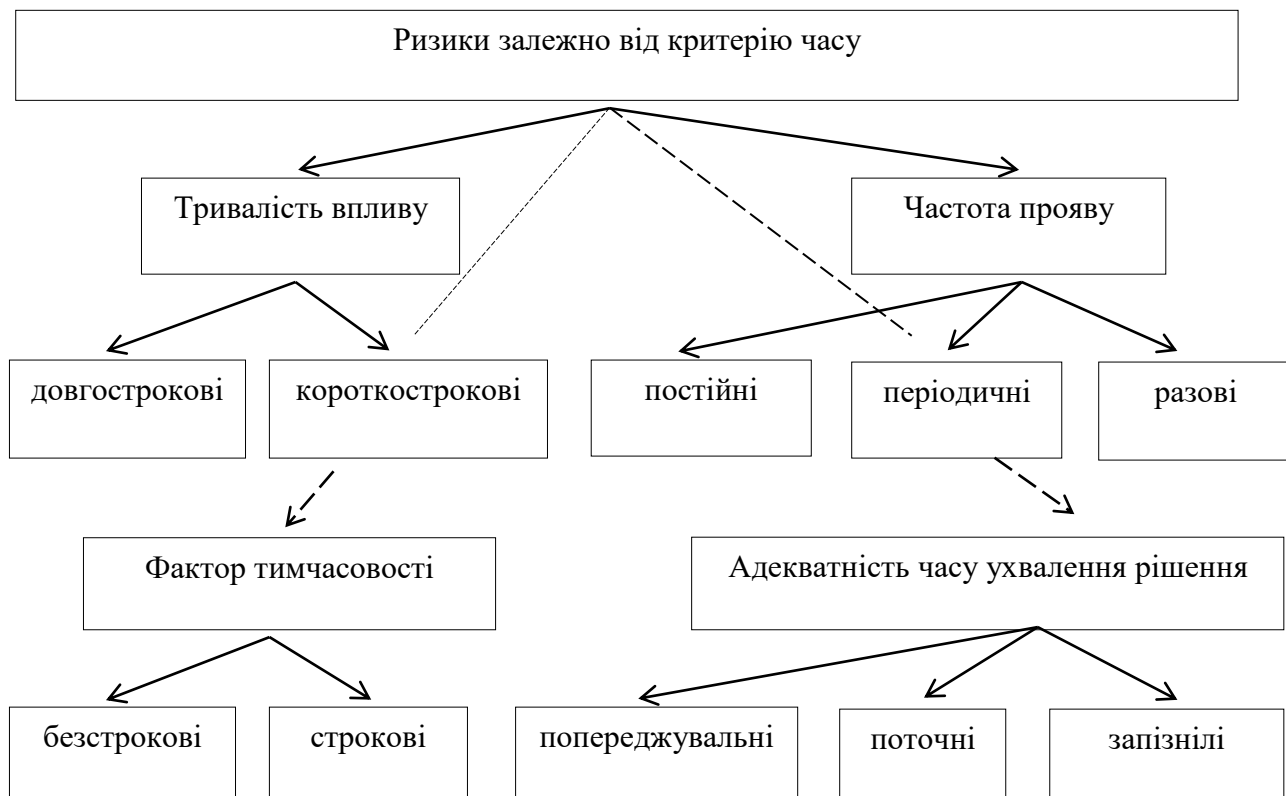 Ризики залежно від критерію часу
Тривалість впливу
Частота прояву
довгострокові
короткострокові
постійні
періодичні
разові
Фактор тимчасовості
Адекватність часу ухвалення рішення
безстрокові
строкові
попереджувальні
поточні
запізнілі